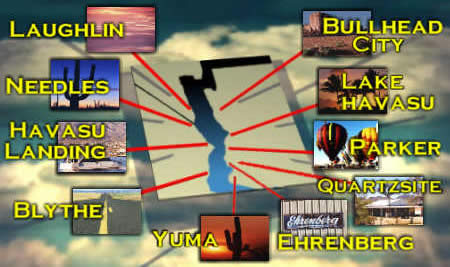 Laughlin
Bullhead
City
Needles
Lake
Havasu
Havasu
Landing
Parker
Quartzsite
Blythe
Yuma
Ehrenberg
Ehrenberg